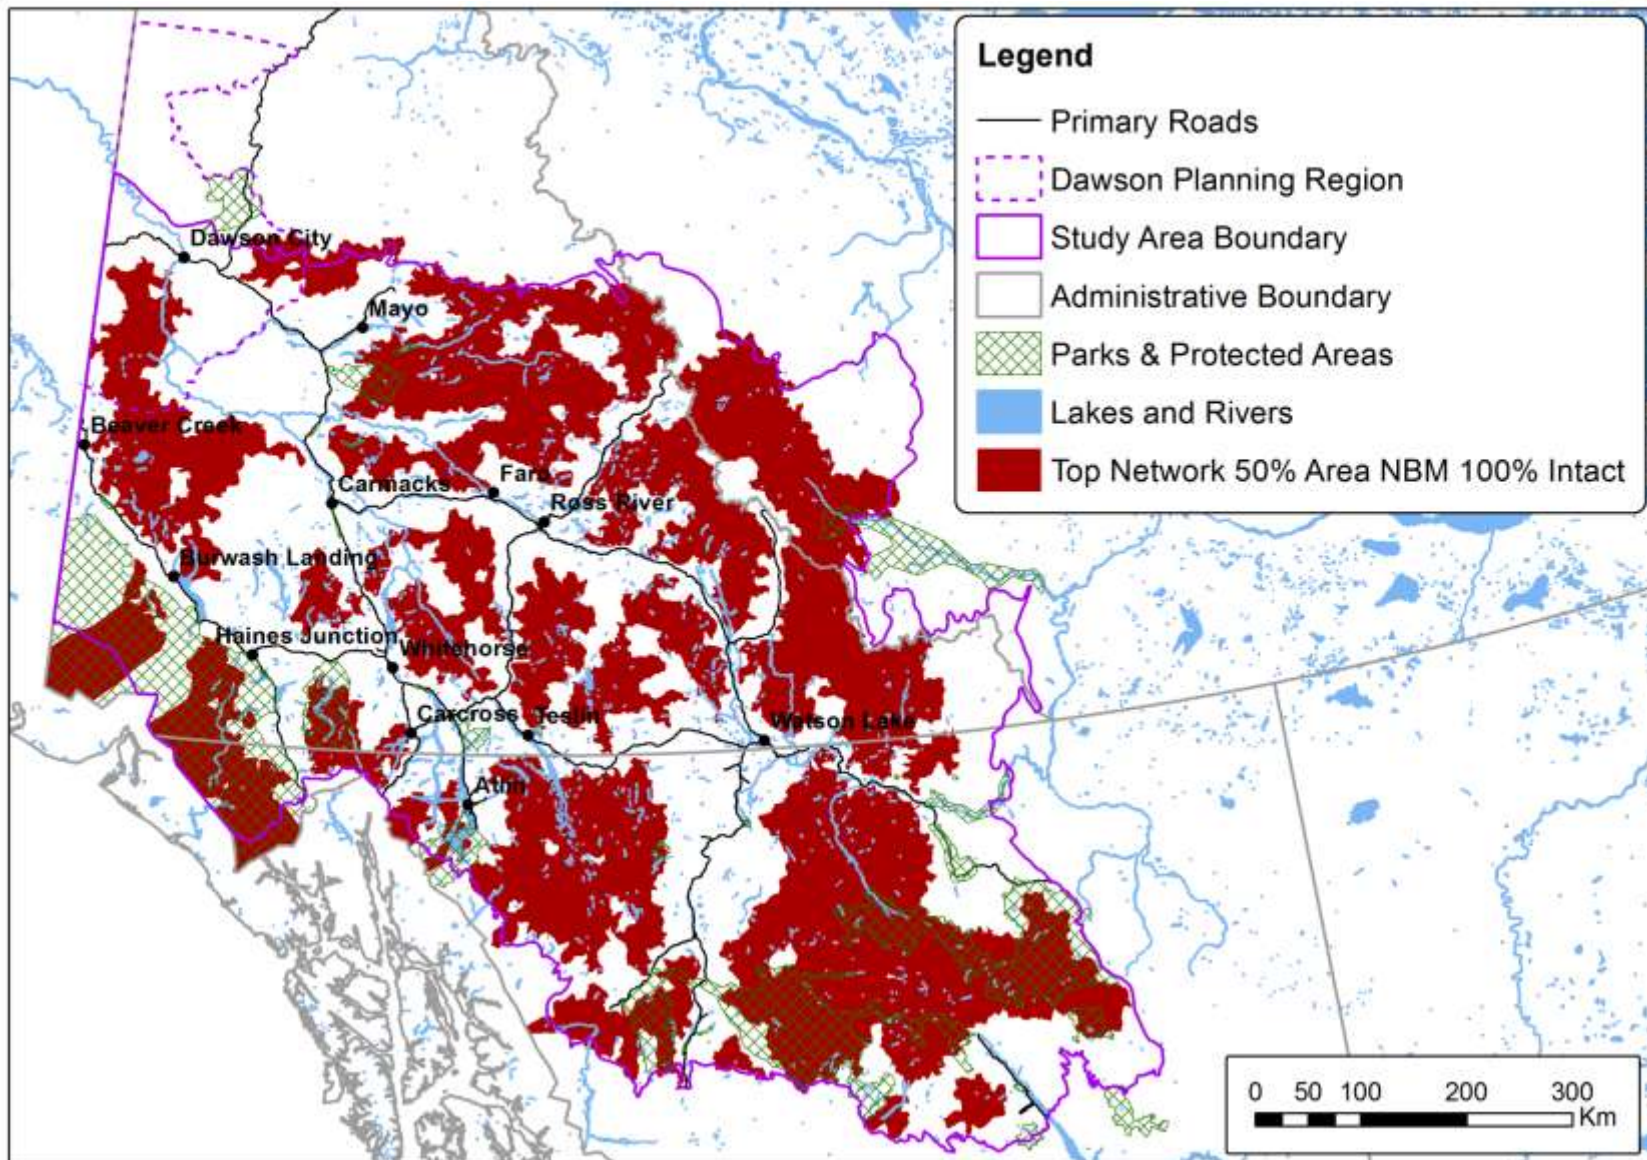 Legend
Primary Roads
Dawson Planning Region
Study Area Boundary
Administrative Boundary
Parks & Protected Areas
Lakes and Rivers
Top Network 50% Area NBM 100% Intact
Dawson City
Mayo
Beaver Creek
Carmacks
Faro
Ross River
Burwash Landing
Haines Junction
Whitehorse
Carcross
Teslin
Watson Lake
Atlin
0 50 100 200 300
Km